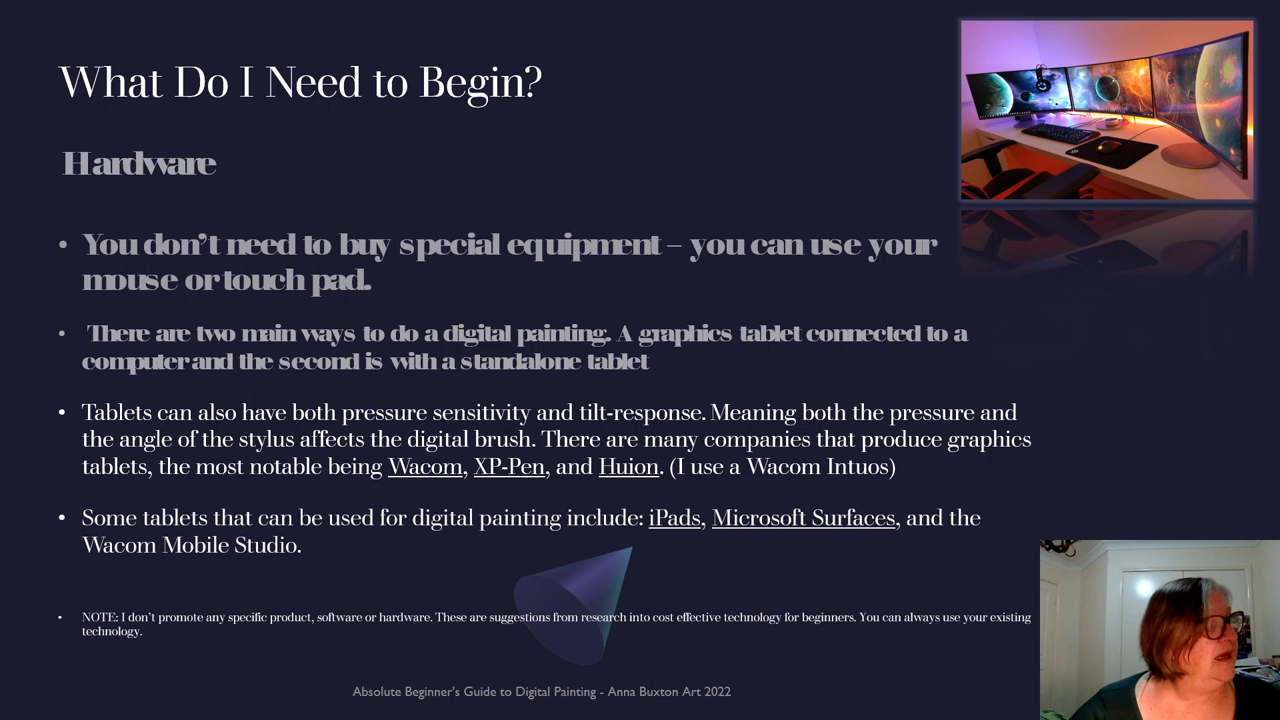 What Do I Need to Begin?
Hardware
• You don’t need to buy special equipment – you can use your
mouse or touch pad.
• There are two main ways to do a digital painting. A graphics tablet connected to a
computer and the second is with a standalone tablet
• Tablets can also have both pressure sensitivity and tilt-response. Meaning both the pressure and
the angle of the stylus affects the digital brush. There are many companies that produce graphics
tablets, the most notable being Wacom, XP-Pen, and Huion. (I use a Wacom Intuos)
• Some tablets that can be used for digital painting include: iPads, Microsoft Surfaces, and the
Wacom Mobile Studio.
• NOTE: I don’t promote any specific product, software or hardware. These are suggestions from research into cost effective technology for beginners. You can always use your existing
technology.
Absolute Beginner’s Guide to Digital Painting - Anna Buxton Art 2022